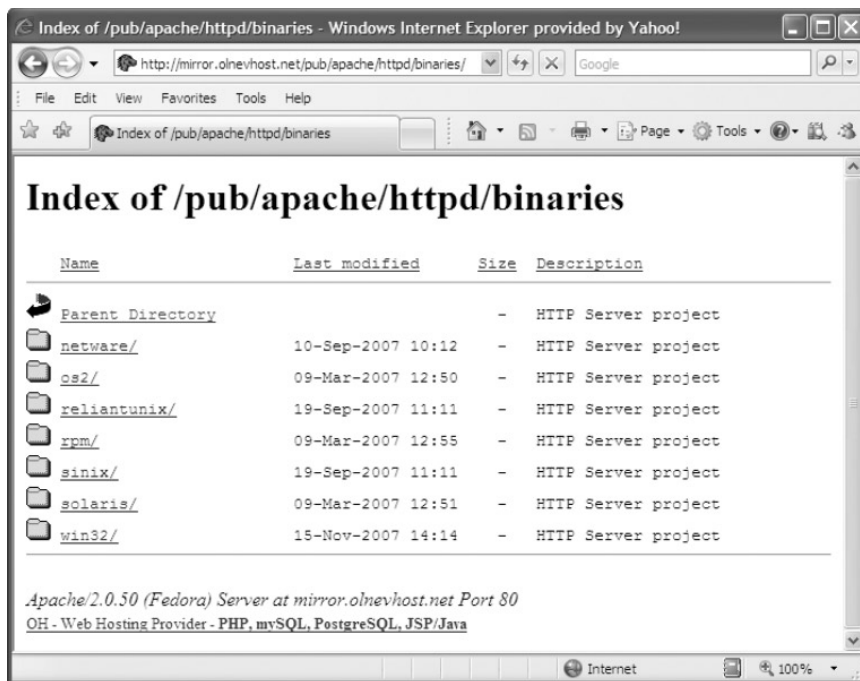 Index of /pub/apache/httpd/binaries - Windows Internet Explorer provided by Yahoo!
http://mirror.olnevhost.net/pub/apache/httpd/binaries/ Google
File Edit View Favorites Tools Help
Index of /pub/apache/httpd/binaries Page Tools
Index of /pub/apache/httpd/binaries
Name Last modified Size Description
Parent Directory - HTTP Server project
netware/ 10-Sep-2007 10:12 - HTTP Server project
os2/ 09-Mar-2007 12:50 - HTTP Server project
reliantunix/ 19-Sep-2007 11:11 - HTTP Server project
rpm/ 09-Mar-2007 12:55 - HTTP Server project
sinix/ 19-Sep-2007 11:11 - HTTP Server project
solaris/ 09-Mar-2007 12:51 - HTTP Server project
win32/ 15-Nov-2007 14:14 - HTTP Server project
Apache/2.0.50 (Fedora) Server at mirror.olnevhost.net Port 80
OH - Web Hosting Provider - PHP, mySQL, PostgreSQL, JSP/Java
Internet 100%